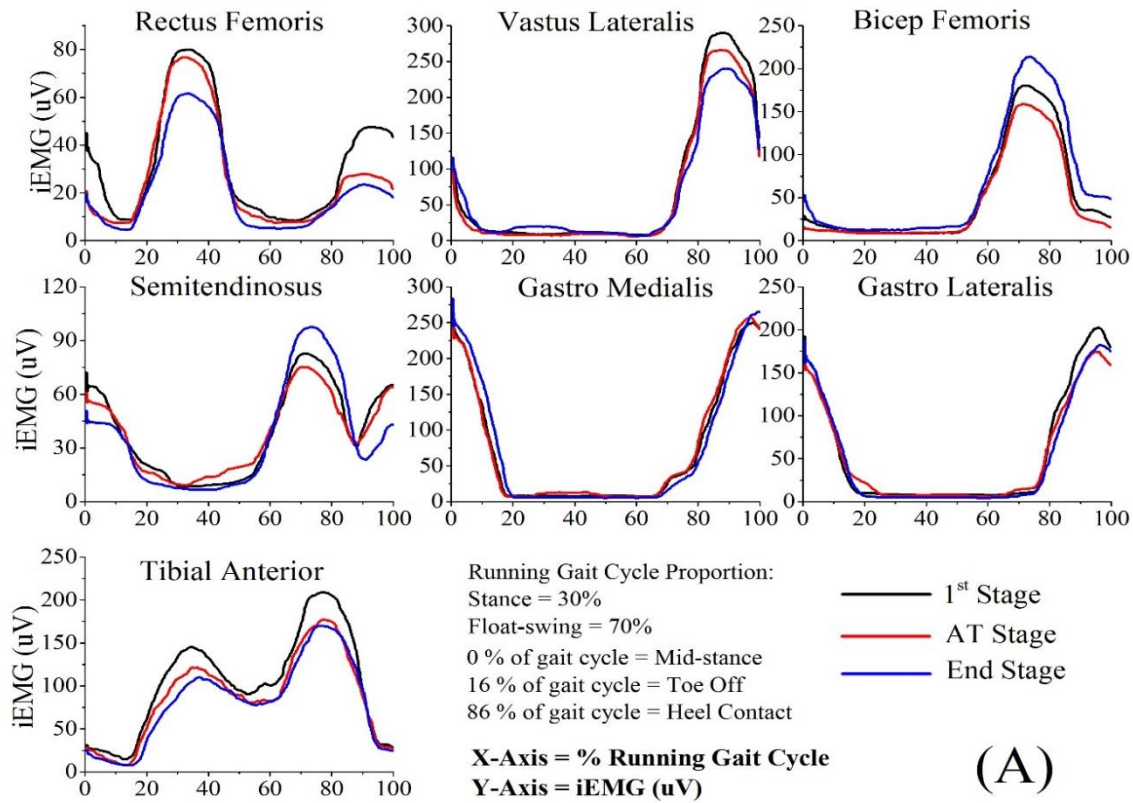 Rectus Femoris
Vastus Lateralis
Bicep Femoris
iEMG (uV)
80
60
40
20
0
0 20 40 60 80 100
300
250
200
150
100
50
0
0 20 40 60 80 100
250
200
150
100
50
0
0 20 40 60 80 100
Semitendinosus
Gastro Medialis
Gastro Lateralis
iEMG (uV)
120
90
60
30
0
0 20 40 60 80 100
300
250
200
150
100
50
0
0 20 40 60 80 100
250
200
150
100
50
0
0 20 40 60 80 100
Tibial Anterior
iEMG (uV)
250
200
150
100
50
0
0 20 40 60 80 100
Running Gait Cycle Proportion:
Stance = 30%
Float-swing = 70%
0 % of gait cycle = Mid-stance
16 % of gait cycle = Toe Off
86 % of gait cycle = Heel Contact
X-Axis = % Running Gait Cycle
Y-Axis = iEMG (uV)
1st Stage
AT Stage
End Stage
(A)